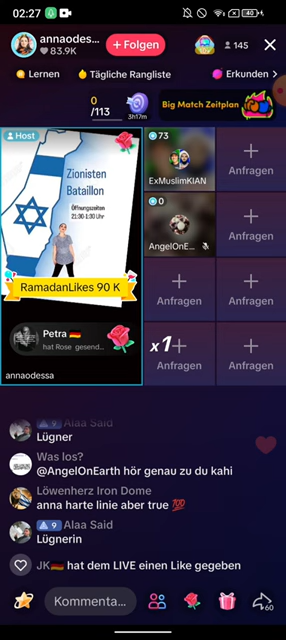 02:27
40
annaodes...
83.9K
+ Folgen
145
Lernen
Tägliche Rangliste
Erkunden
0
/113
3h17m
Big Match Zeitplan
Host
Zionisten
Bataillon
Öffnungszeiten
21:00-1:00 Uhr
RamadanLikes 90 K
Petra
hat Rose gesend...
x1
annaodessa
73
ExMuslimKIAN
0
AngelOnE...
Anfragen
Anfragen
Anfragen
Anfragen
Anfragen
Anfragen
9 Alaa Said
Lügner
Was los?
@AngelOnEarth hör genau zu du kahi
Löwenherz Iron Dome
anna harte linie aber true 💯
9 Alaa Said
Lügnerin
JK hat dem LIVE einen Like gegeben
Kommenta...
60